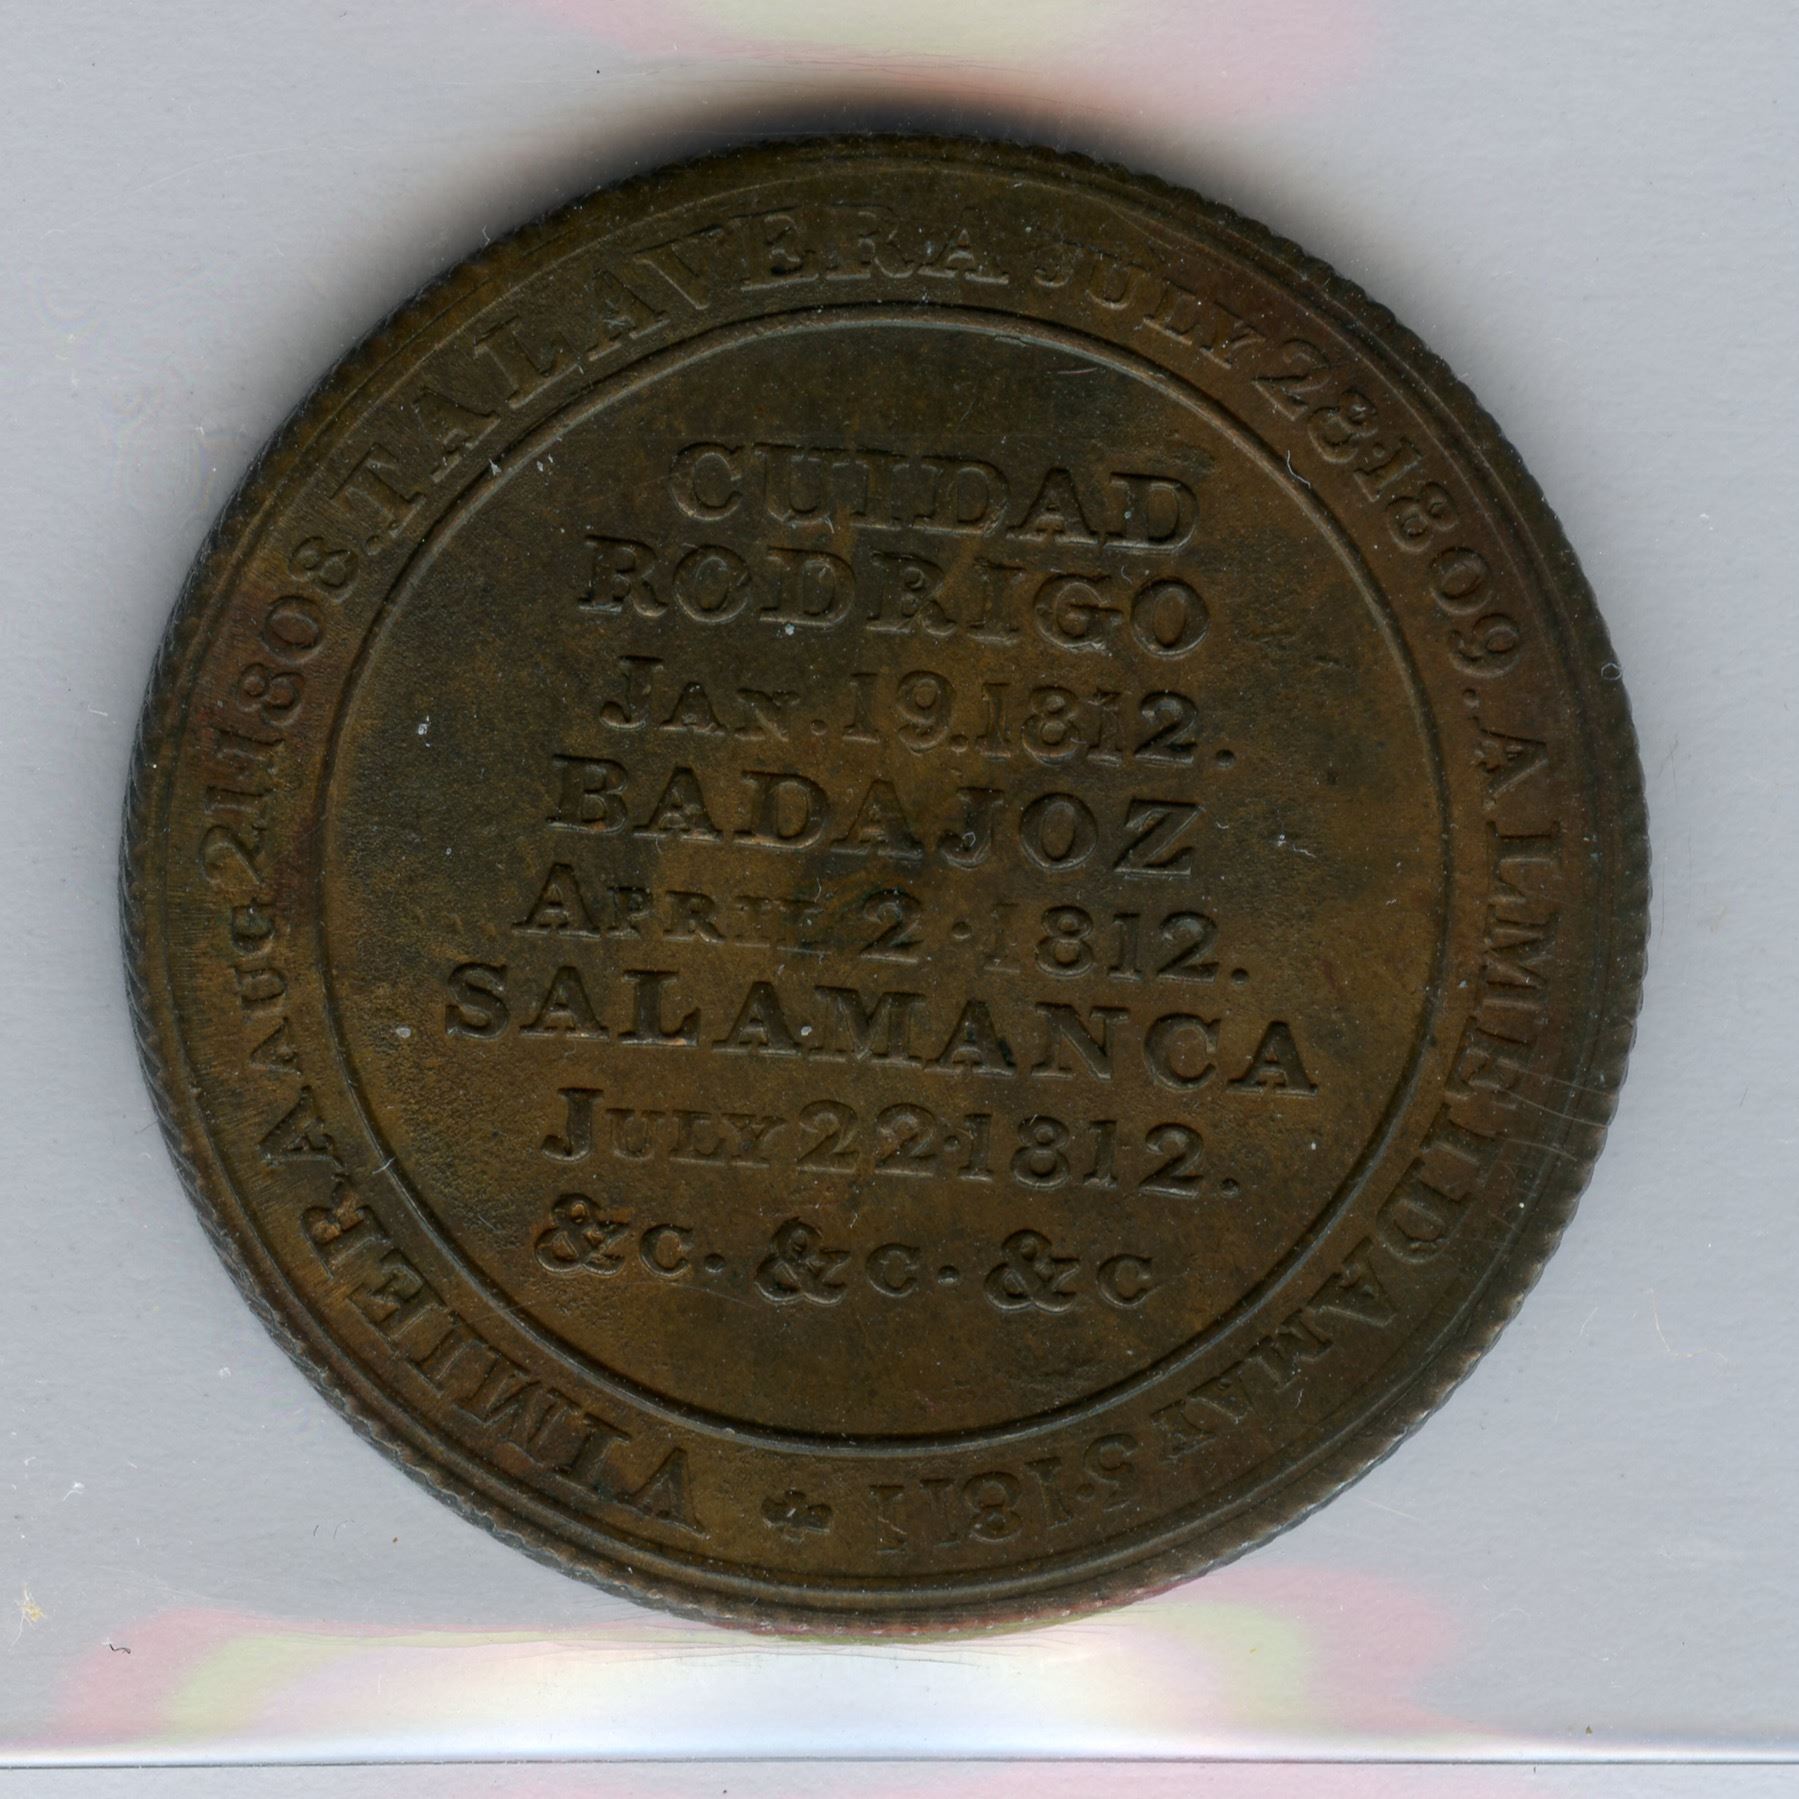 VIMIERA AUG 21·1808. TALAVERA JULY 28·1809. ALMEIDA MAY 5·1811
CUIDAD
RODRIGO
JAN. 19.1812.
BADAJOZ
APRIL 2·1812.
SALAMANCA
JULY 22·1812.
&C. &C. &C